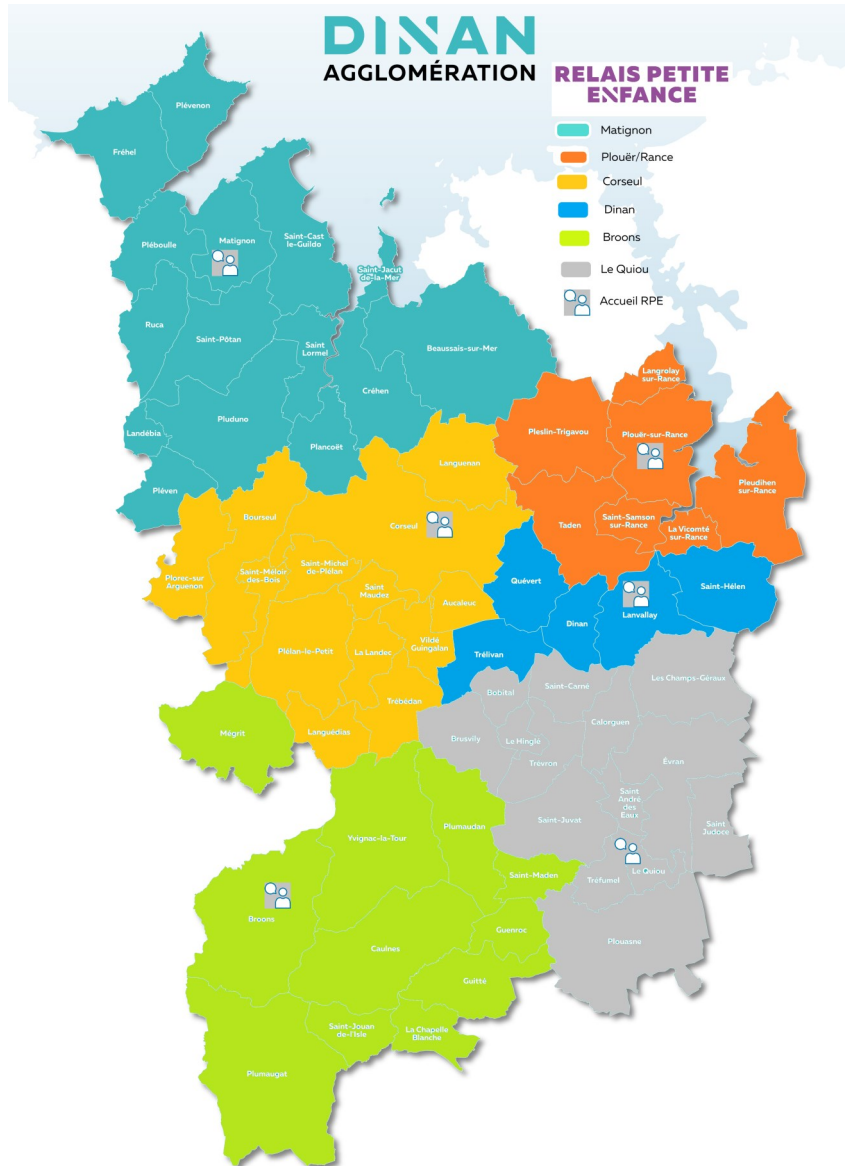 DINAN
AGGLOMÉRATION
RELAIS PETITE
ENFANCE
Matignon
Plouër/Rance
Corseul
Dinan
Broons
Le Quiou
Accueil RPE
Plévenon
Fréhel
Pléboulle
Matignon
Saint-Cast
le-Guildo
Saint-Jacut
de-la-Mer
Ruca
Saint-Pôtan
Saint
Lormel
Beaussais-sur-Mer
Créhen
Landébia
Pluduno
Plancoët
Pléven
Langrolay
sur-Rance
Pleslin-Trigavou
Plouër-sur-Rance
Pleudihen
sur-Rance
Taden
Saint-Samson
sur-Rance
La Vicomté
sur-Rance
Languenan
Bourseul
Corseul
Plorec-sur
Arguenon
Saint-Méloir
des-Bois
Saint-Michel
de-Plélan
Saint
Maudez
Aucaleuc
Plélan-le-Petit
La Landec
Vildé
Guingalan
Trébédan
Languédias
Quévert
Dinan
Lanvallay
Saint-Hélen
Trélivan
Bobital
Saint-Carné
Les Champs-Géraux
Calorguen
Brusvily
Le Hinglé
Trévron
Évran
Saint
André
des
Eaux
Saint-Juvat
Saint
Judoce
Tréfumel
Le Quiou
Plouasne
Mégrit
Yvignac-la-Tour
Plumaudan
Saint-Maden
Broons
Guenroc
Caulnes
Guitté
Saint-Jouan
de-l'Isle
La Chapelle
Blanche
Plumaugat